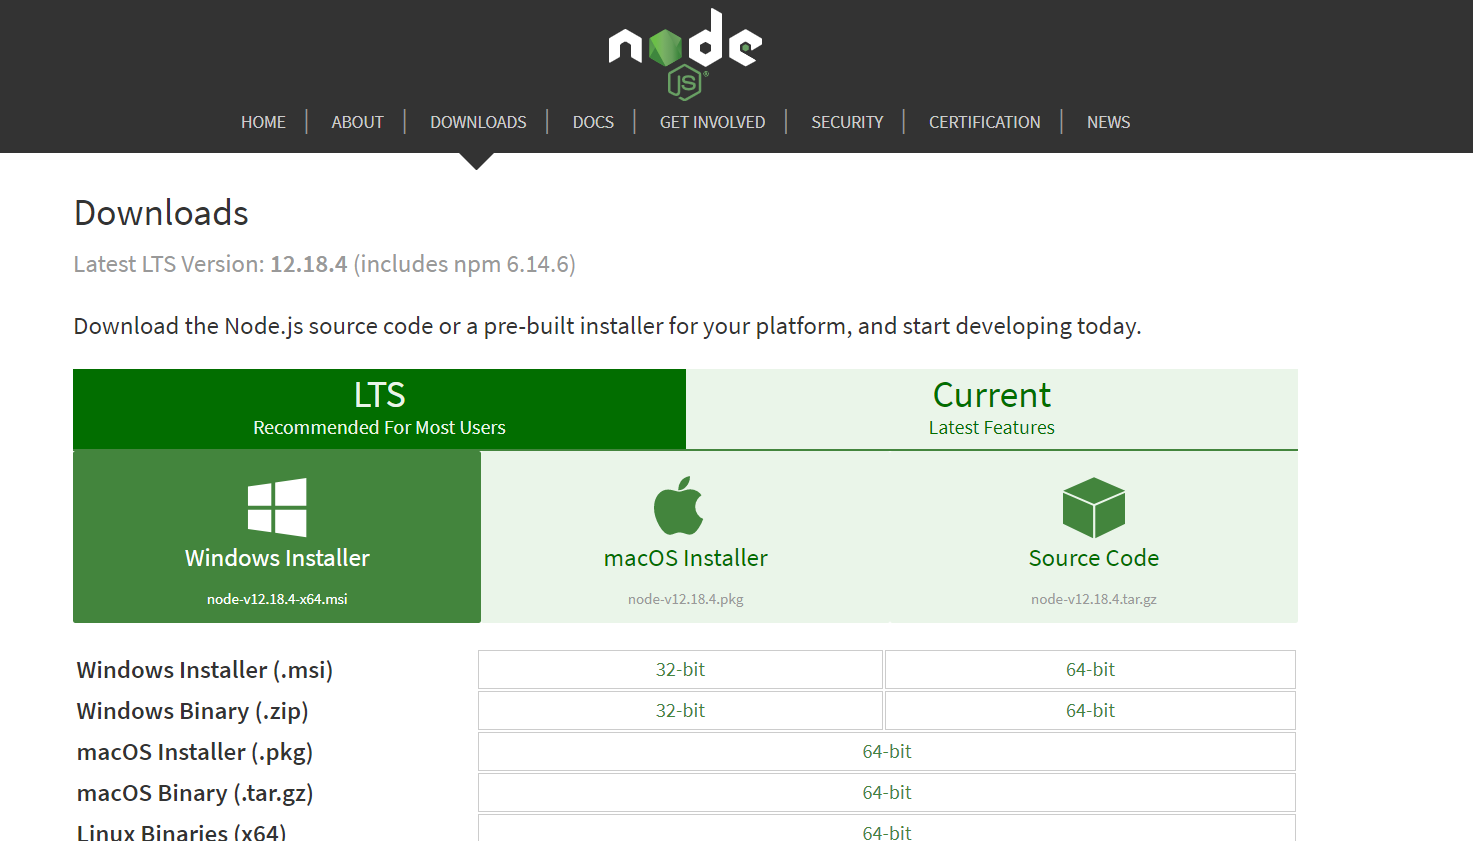 node
JS®
HOME | ABOUT | DOWNLOADS | DOCS | GET INVOLVED | SECURITY | CERTIFICATION | NEWS
Downloads
Latest LTS Version: 12.18.4 (includes npm 6.14.6)
Download the Node.js source code or a pre-built installer for your platform, and start developing today.
LTS
Recommended For Most Users
Current
Latest Features
Windows Installer
node-v12.18.4-x64.msi
macOS Installer
node-v12.18.4.pkg
Source Code
node-v12.18.4.tar.gz
Windows Installer (.msi) 32-bit 64-bit
Windows Binary (.zip) 32-bit 64-bit
macOS Installer (.pkg) 64-bit
macOS Binary (.tar.gz) 64-bit
Linux Binaries (x64) 64-bit